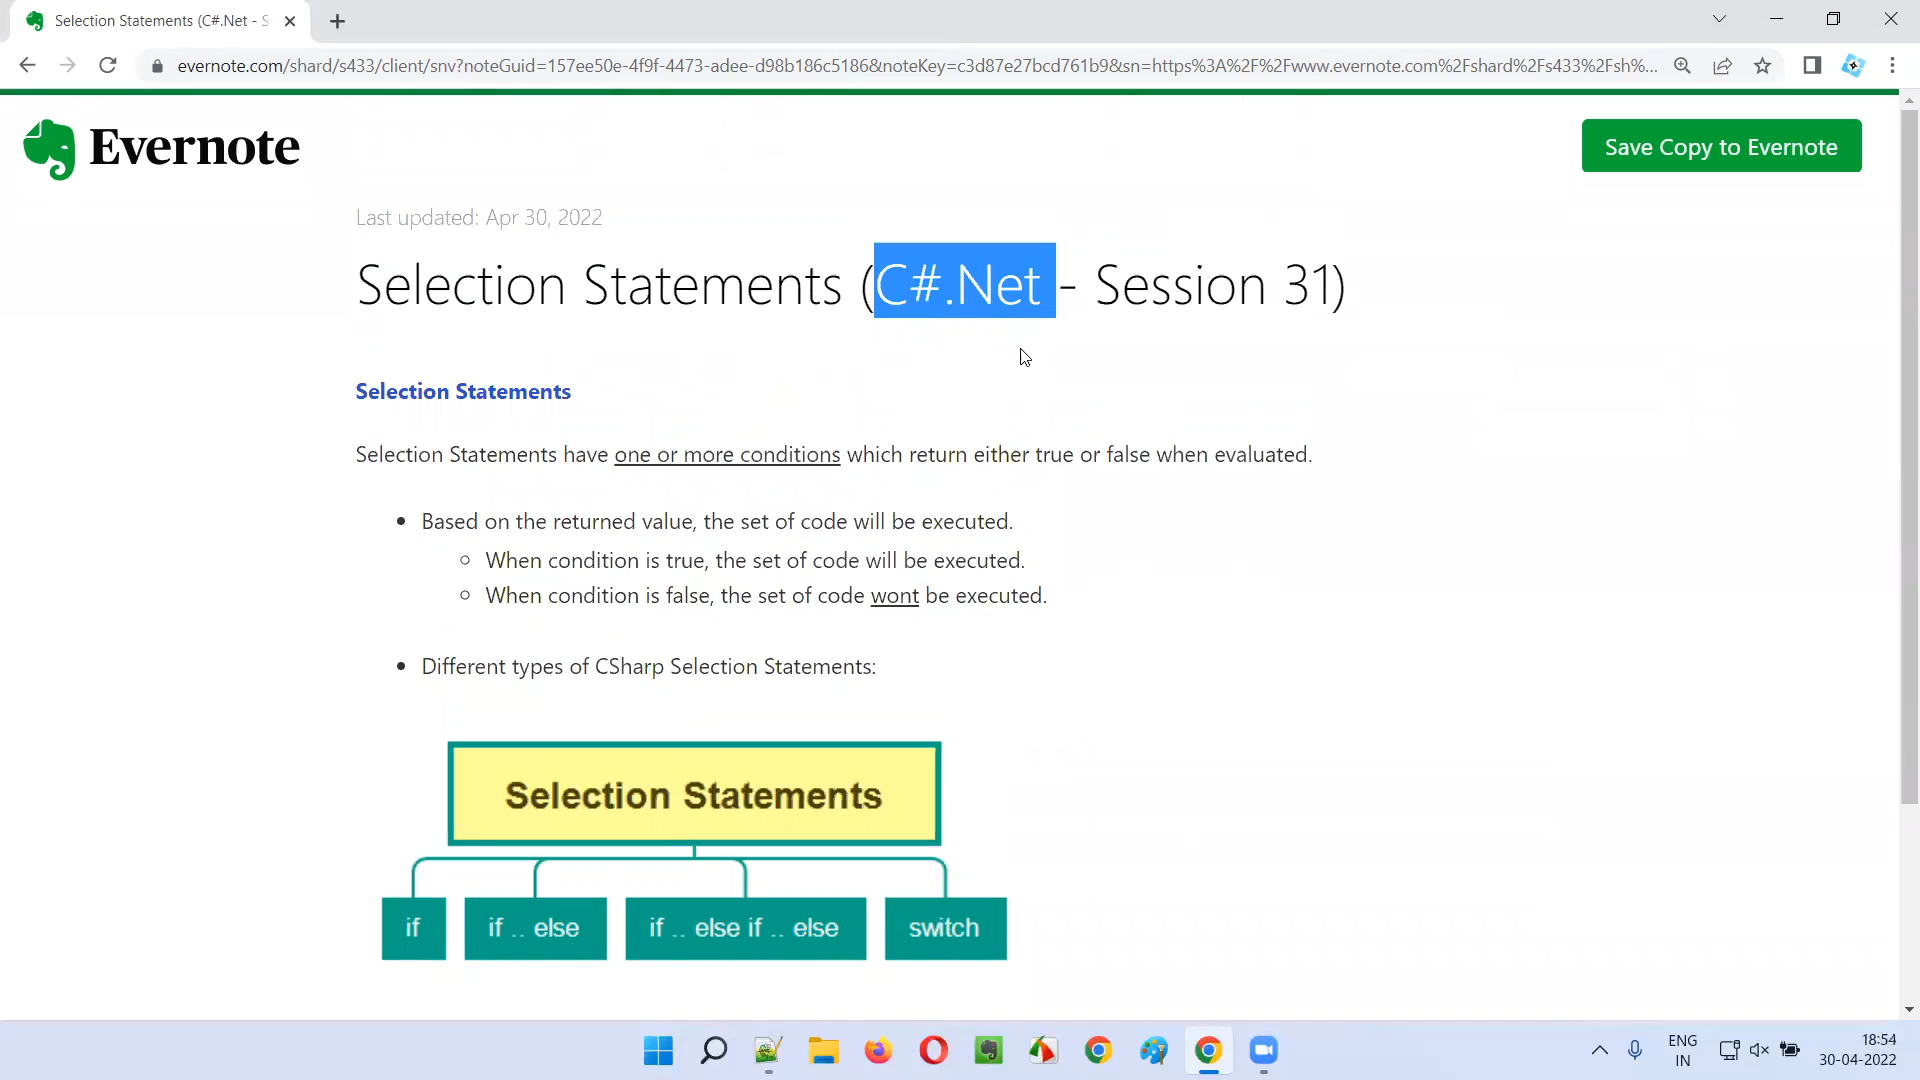 Selection Statements (C#.Net - S
evernote.com/shard/s433/client/snv?noteGuid=157ee50e-4f9f-4473-adee-d98b186c5186&noteKey=c3d87e27bcd761b9&sn=https%3A%2F%2Fwww.evernote.com%2Fshard%2Fs433%2Fsh%...
Evernote
Save Copy to Evernote
Last updated: Apr 30, 2022
Selection Statements (C#.Net - Session 31)
Selection Statements
Selection Statements have one or more conditions which return either true or false when evaluated.
Based on the returned value, the set of code will be executed.
When condition is true, the set of code will be executed.
When condition is false, the set of code wont be executed.
Different types of CSharp Selection Statements:
Selection Statements
if
if .. else
if .. else if .. else
switch
ENG
IN
18:54
30-04-2022